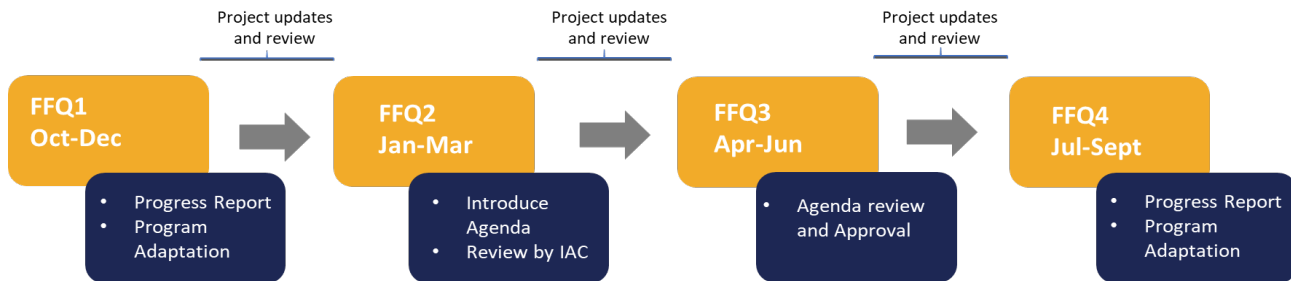 Project updates
and review
Project updates
and review
Project updates
and review
FFQ1
Oct-Dec
• Progress Report
• Program
Adaptation
FFQ2
Jan-Mar
• Introduce
Agenda
• Review by IAC
FFQ3
Apr-Jun
• Agenda review
and Approval
FFQ4
Jul-Sept
• Progress Report
• Program
Adaptation